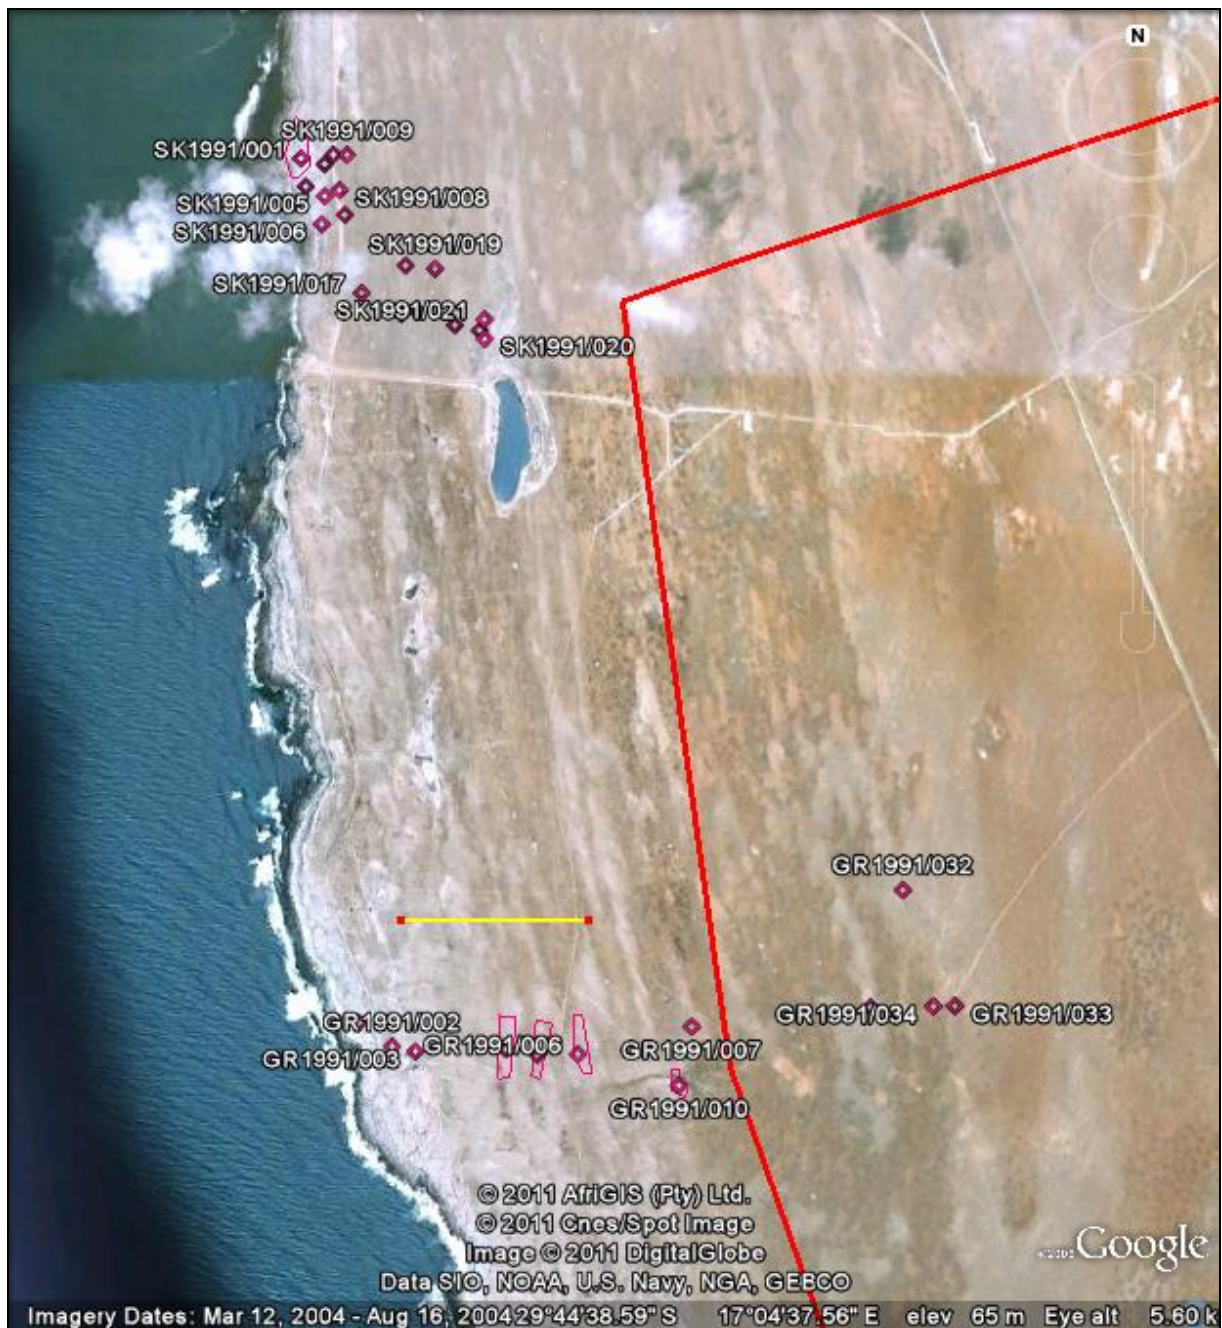 N
SK1991/009
SK1991/001
SK1991/005
SK1991/008
SK1991/006
SK1991/019
SK1991/017
SK1991/021
SK1991/020
GR1991/032
GR1991/002
GR1991/034
GR1991/033
GR1991/003
GR1991/006
GR1991/007
GR1991/010
© 2011 AfriGIS (Pty) Ltd.
© 2011 Cnes/Spot Image
Image © 2011 DigitalGlobe
Data SIO, NOAA, U.S. Navy, NGA, GEBCO
Google
Imagery Dates: Mar 12, 2004 - Aug 16, 2004 29°44'38.59" S 17°04'37.56" E elev 65 m Eye alt 5.60 k